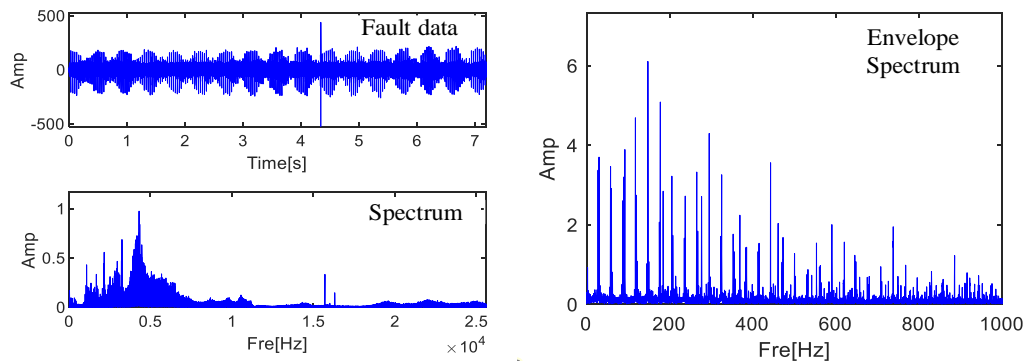 500
Fault data
Amp
0
-500
0 1 2 3 4 5 6 7
Time[s]
1
Spectrum
Amp
0.5
0
0 0.5 1 1.5 2 2.5
Fre[Hz]
×10⁴
Envelope
Spectrum
6
Amp
4
2
0
0 200 400 600 800 1000
Fre[Hz]